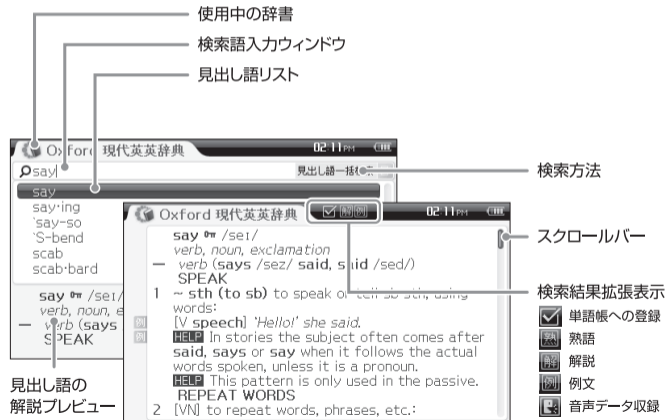 使用中の辞書
検索語入力ウィンドウ
見出し語リスト
Oxford 現代英英辞典 02:11PM
say 見出し語一括検索
say
say·ing
ˈsay-so
ˈS-bend
scab
scab·bard
say /seɪ/
verb, noun, e
— verb (says
SPEAK
見出し語の
解説プレビュー
Oxford 現代英英辞典 解 例 02:11PM
say /seɪ/
verb, noun, exclamation
— verb (says /sez/ said, said /sed/)
SPEAK
1 ~ sth (to sb) to speak or tell sb sth, using
words:
例 [V speech] ‘Hello!’ she said.
例 HELP In stories the subject often comes after
said, says or say when it follows the actual
words spoken, unless it is a pronoun.
HELP This pattern is only used in the passive.
REPEAT WORDS
2 [VN] to repeat words, phrases, etc.:
検索方法
スクロールバー
検索結果拡張表示
単語帳への登録
熟 熟語
解 解説
例 例文
音声データ収録